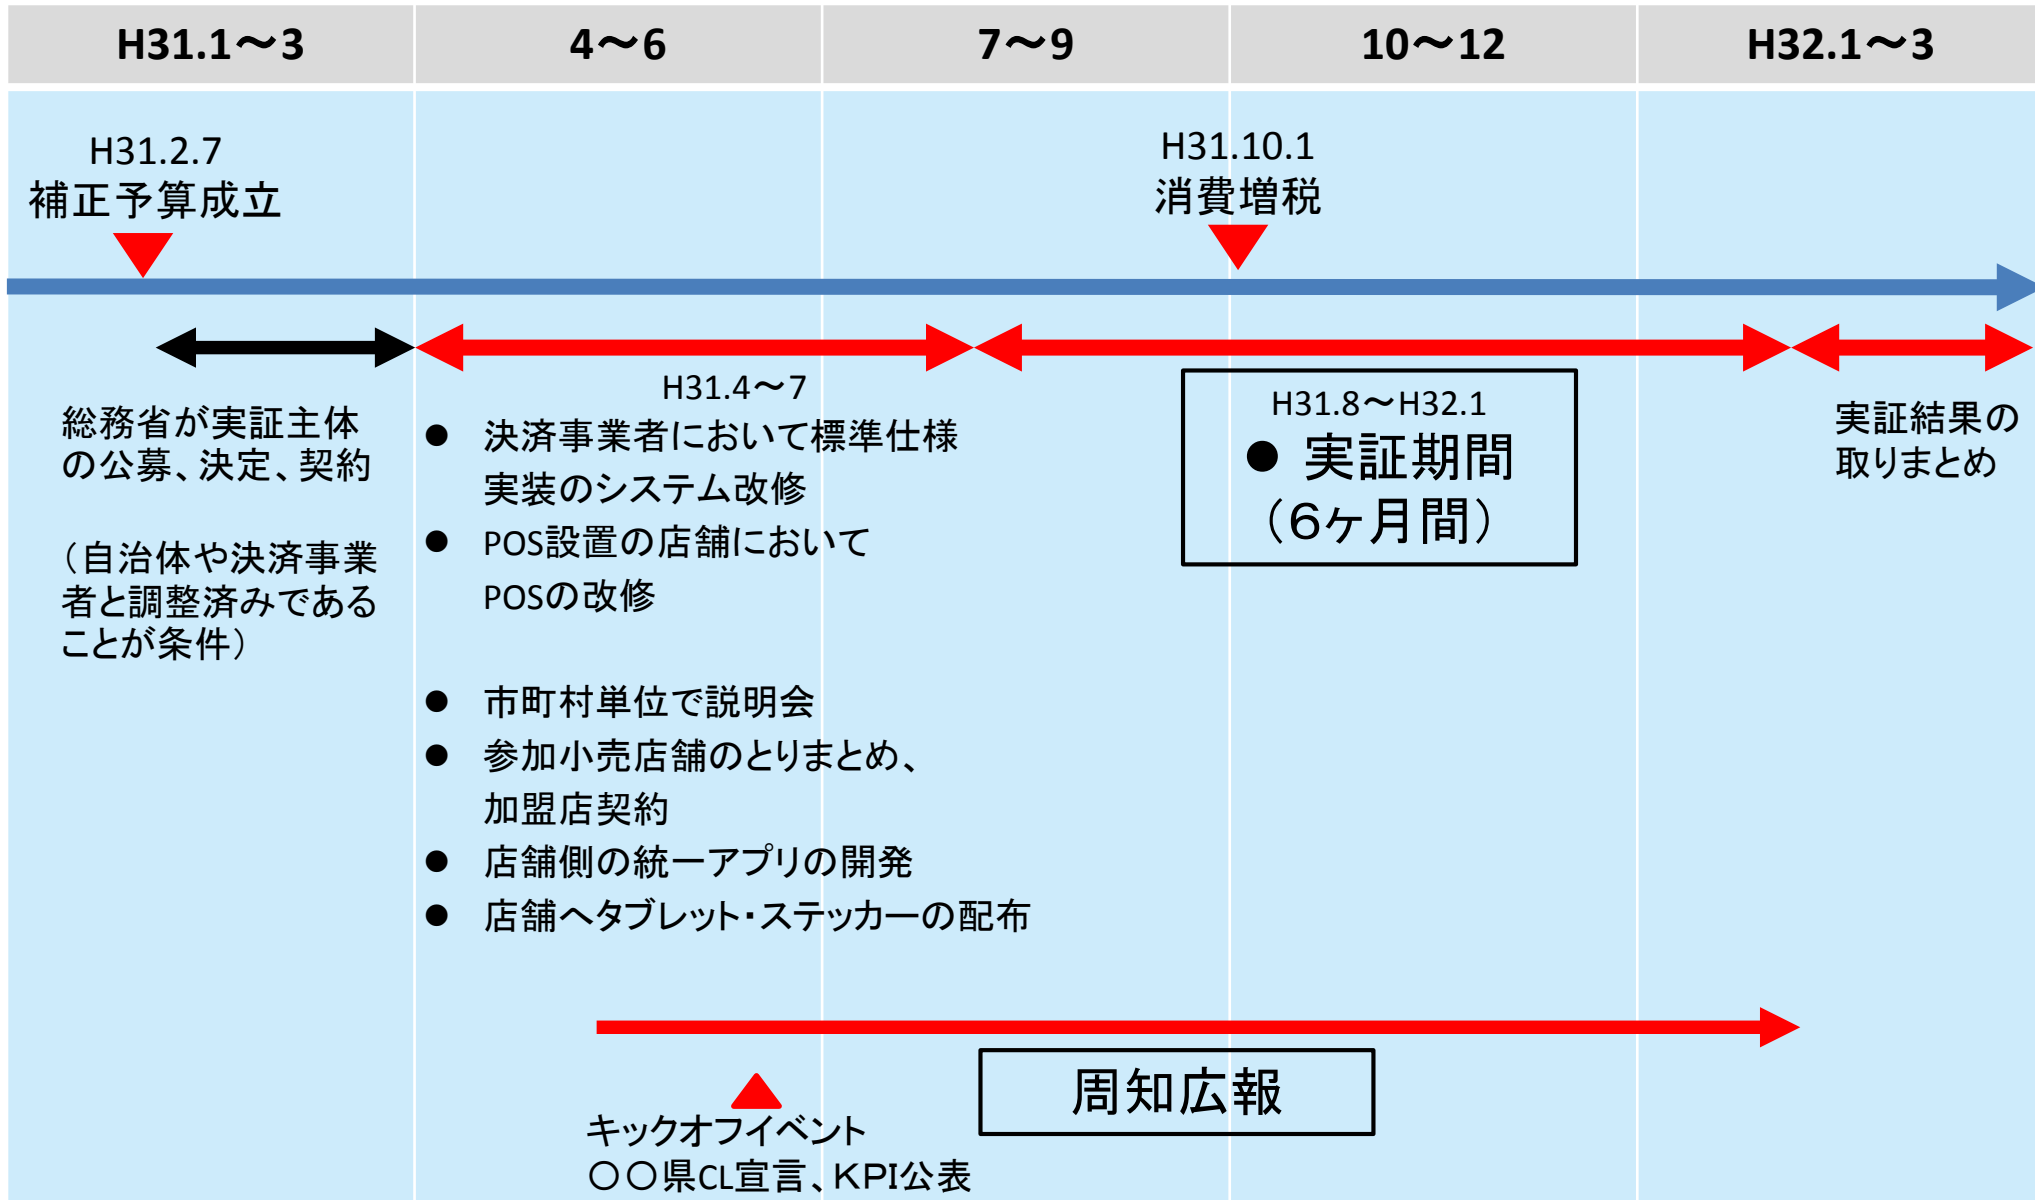 H31.1～3
4～6
7～9
10～12
H32.1～3
H31.2.7
補正予算成立
H31.10.1
消費増税
総務省が実証主体
の公募、決定、契約
（自治体や決済事業
者と調整済みである
ことが条件）
H31.4～7
● 決済事業者において標準仕様
実装のシステム改修
● POS設置の店舗において
POSの改修
● 市町村単位で説明会
● 参加小売店舗のとりまとめ、
加盟店契約
● 店舗側の統一アプリの開発
● 店舗へタブレット・ステッカーの配布
H31.8～H32.1
● 実証期間
（６ヶ月間）
実証結果の
取りまとめ
周知広報
キックオフイベント
〇〇県CL宣言、ＫＰＩ公表